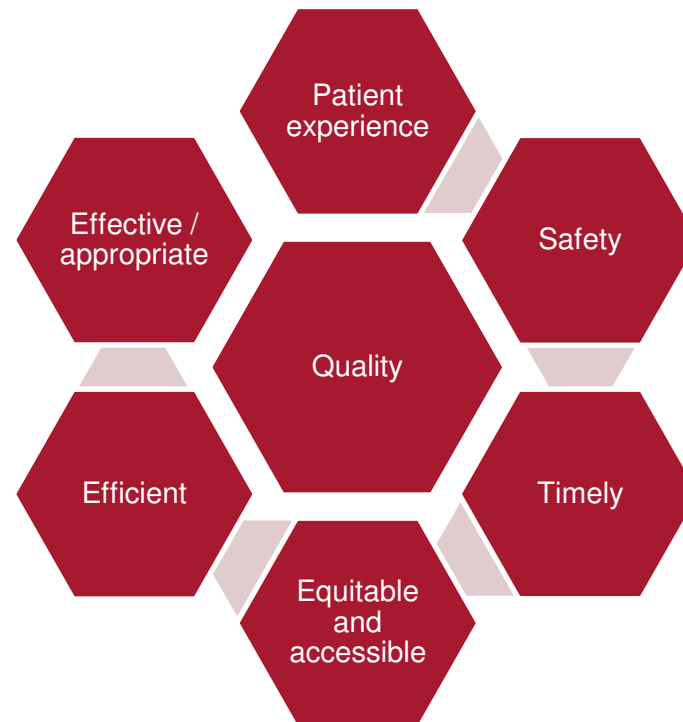 Patient
experience
Effective /
appropriate
Safety
Quality
Efficient
Timely
Equitable
and
accessible